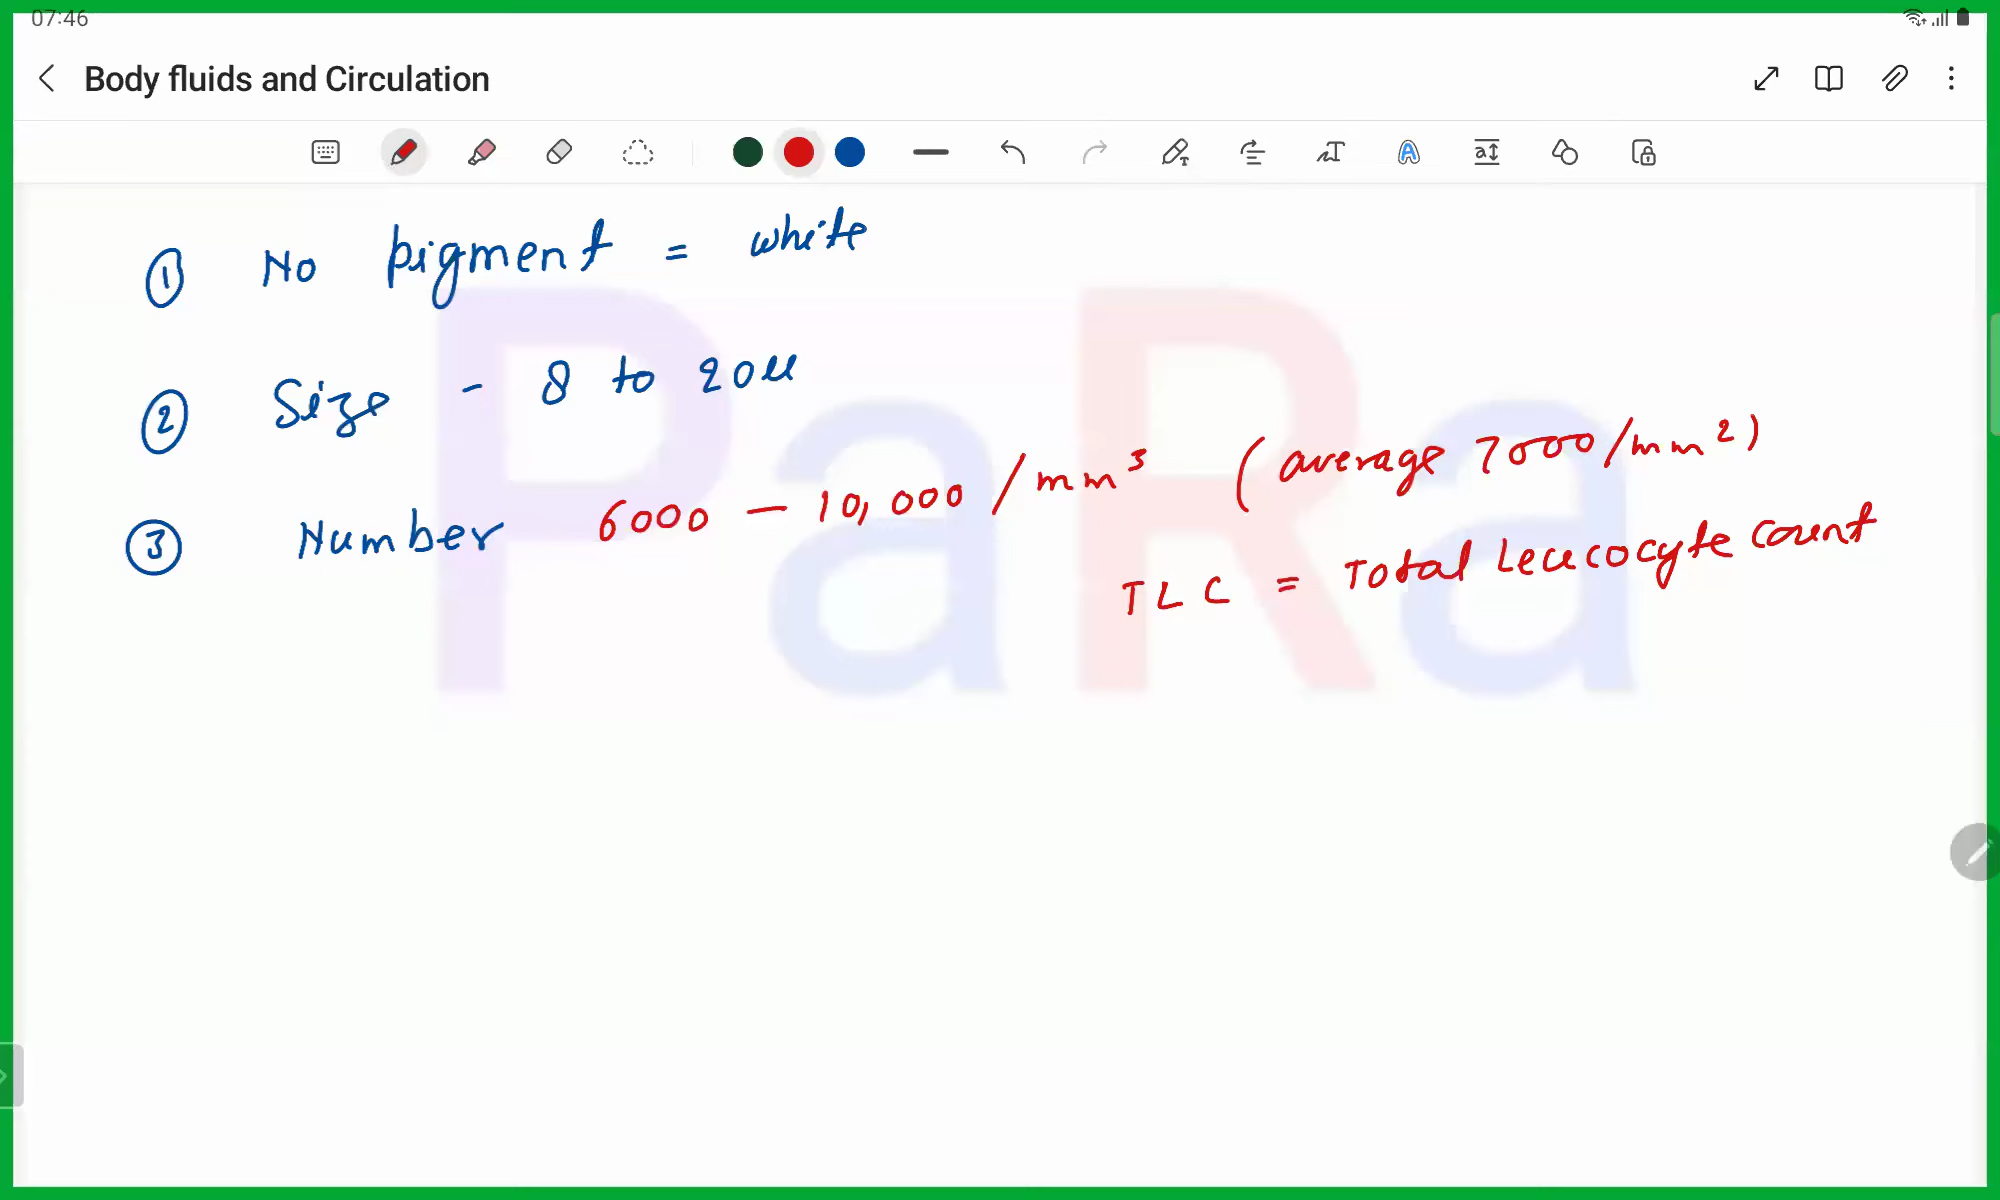 07:46
Body fluids and Circulation
① No pigment = white
② Size - 8 to 20µ
③ Number 6000 – 10,000 / mm³ (average 7000/mm²)
TLC = Total Leucocyte Count
PaRa